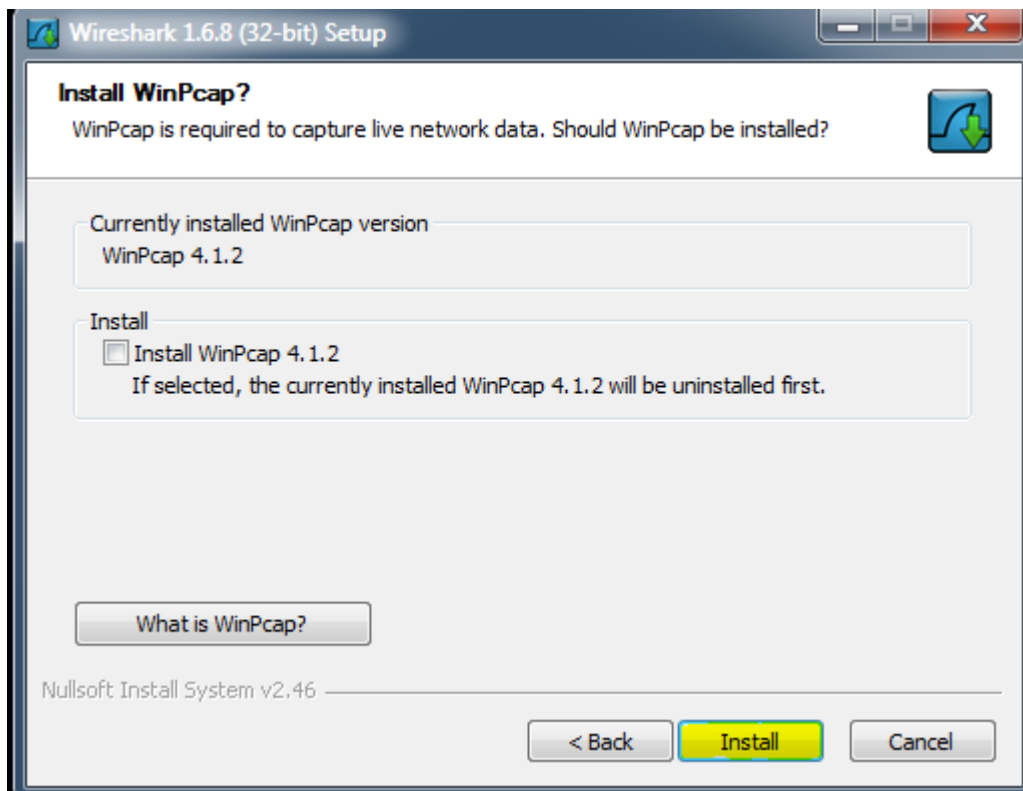 Wireshark 1.6.8 (32-bit) Setup
Install WinPcap?
WinPcap is required to capture live network data. Should WinPcap be installed?
Currently installed WinPcap version
WinPcap 4.1.2
Install
Install WinPcap 4.1.2
If selected, the currently installed WinPcap 4.1.2 will be uninstalled first.
What is WinPcap?
Nullsoft Install System v2.46
< Back Install Cancel